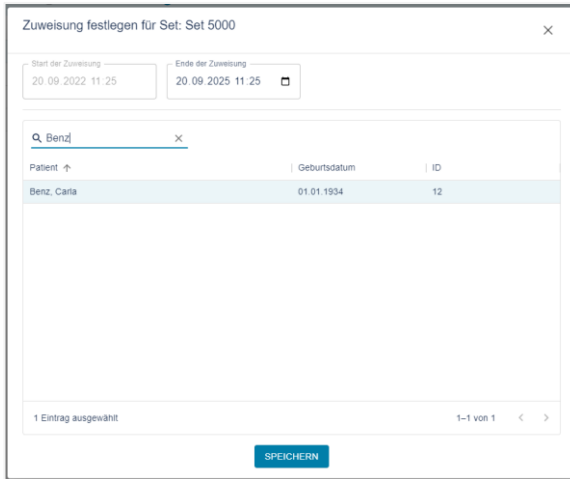 Zuweisung festlegen für Set: Set 5000
Start der Zuweisung Ende der Zuweisung
20.09.2022 11:25 20.09.2025 11:25
Benz
Patient Geburtsdatum ID
Benz, Carla 01.01.1934 12
1 Eintrag ausgewählt 1–1 von 1
SPEICHERN